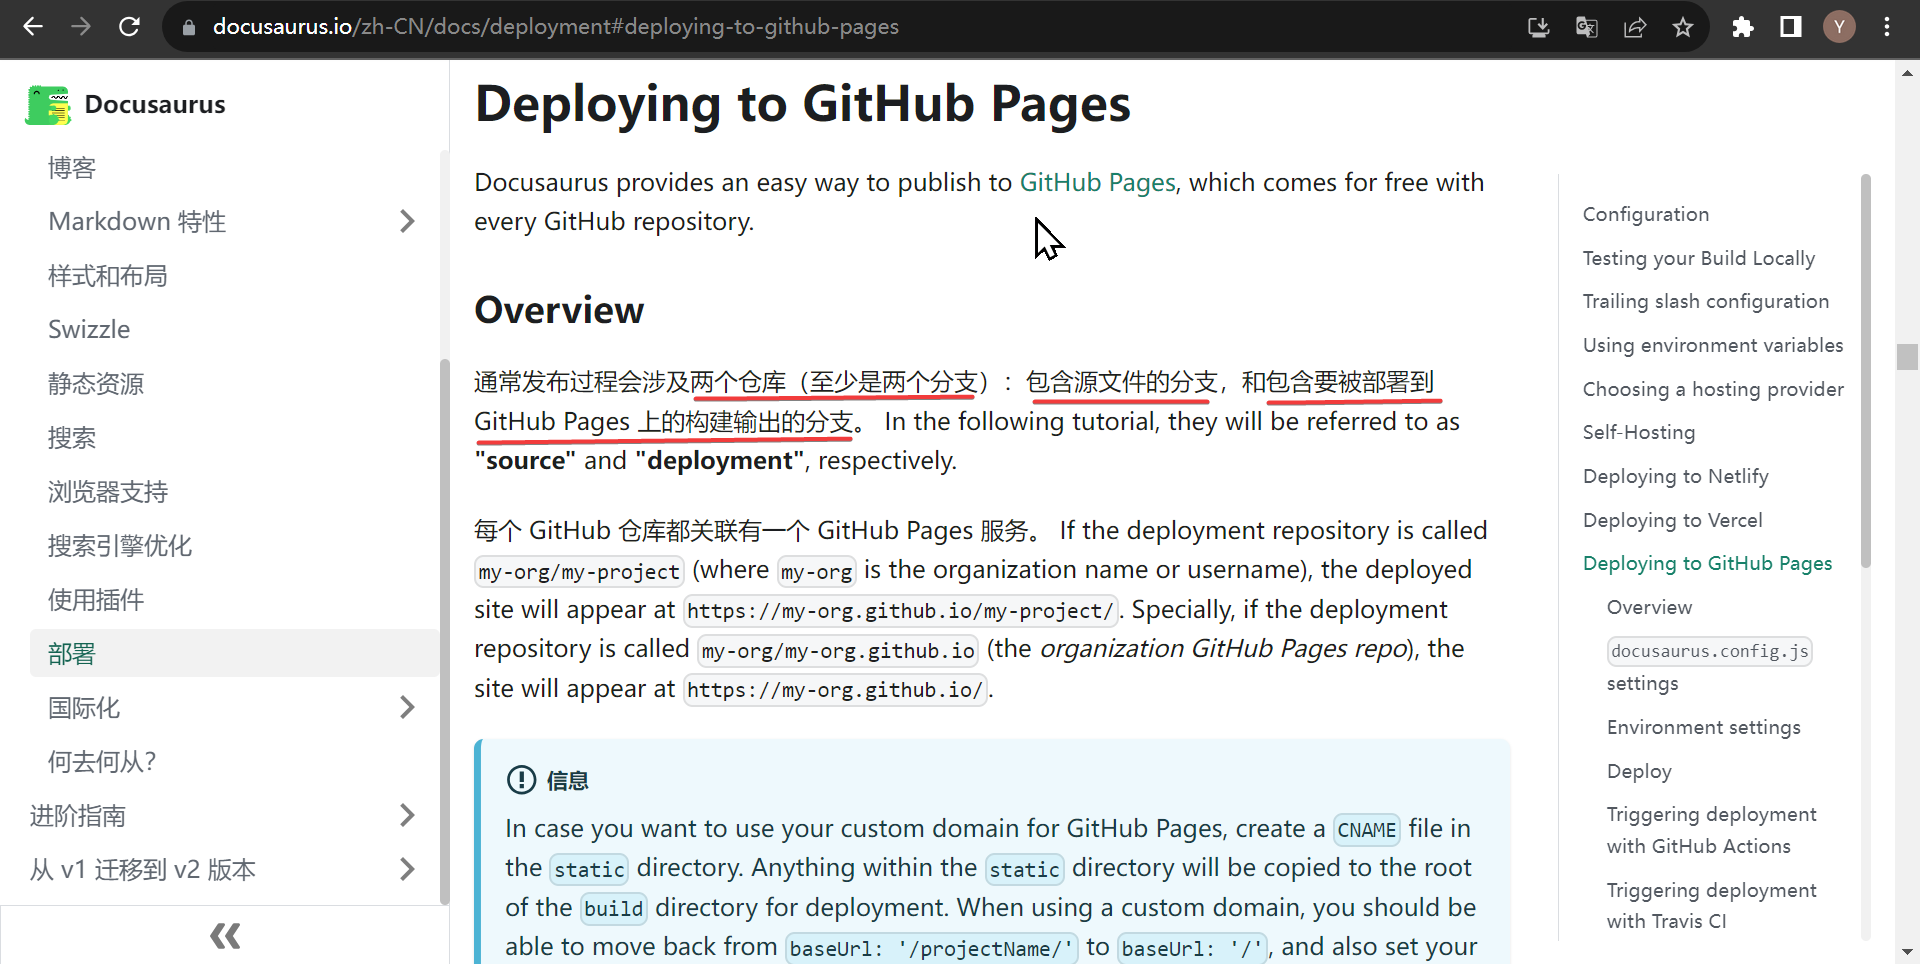 docusaurus.io/zh-CN/docs/deployment#deploying-to-github-pages
Y
Docusaurus
博客
Markdown 特性
样式和布局
Swizzle
静态资源
搜索
浏览器支持
搜索引擎优化
使用插件
部署
国际化
何去何从？
进阶指南
从 v1 迁移到 v2 版本
Deploying to GitHub Pages
Docusaurus provides an easy way to publish to GitHub Pages, which comes for free with
every GitHub repository.
Overview
通常发布过程会涉及两个仓库（至少是两个分支）：包含源文件的分支，和包含要被部署到
GitHub Pages 上的构建输出的分支。 In the following tutorial, they will be referred to as
"source" and "deployment", respectively.
每个 GitHub 仓库都关联有一个 GitHub Pages 服务。 If the deployment repository is called
my-org/my-project (where my-org is the organization name or username), the deployed
site will appear at https://my-org.github.io/my-project/. Specially, if the deployment
repository is called my-org/my-org.github.io (the organization GitHub Pages repo), the
site will appear at https://my-org.github.io/.
信息
In case you want to use your custom domain for GitHub Pages, create a CNAME file in
the static directory. Anything within the static directory will be copied to the root
of the build directory for deployment. When using a custom domain, you should be
able to move back from baseUrl: '/projectName/' to baseUrl: '/', and also set your
Configuration
Testing your Build Locally
Trailing slash configuration
Using environment variables
Choosing a hosting provider
Self-Hosting
Deploying to Netlify
Deploying to Vercel
Deploying to GitHub Pages
Overview
docusaurus.config.js
settings
Environment settings
Deploy
Triggering deployment
with GitHub Actions
Triggering deployment
with Travis CI